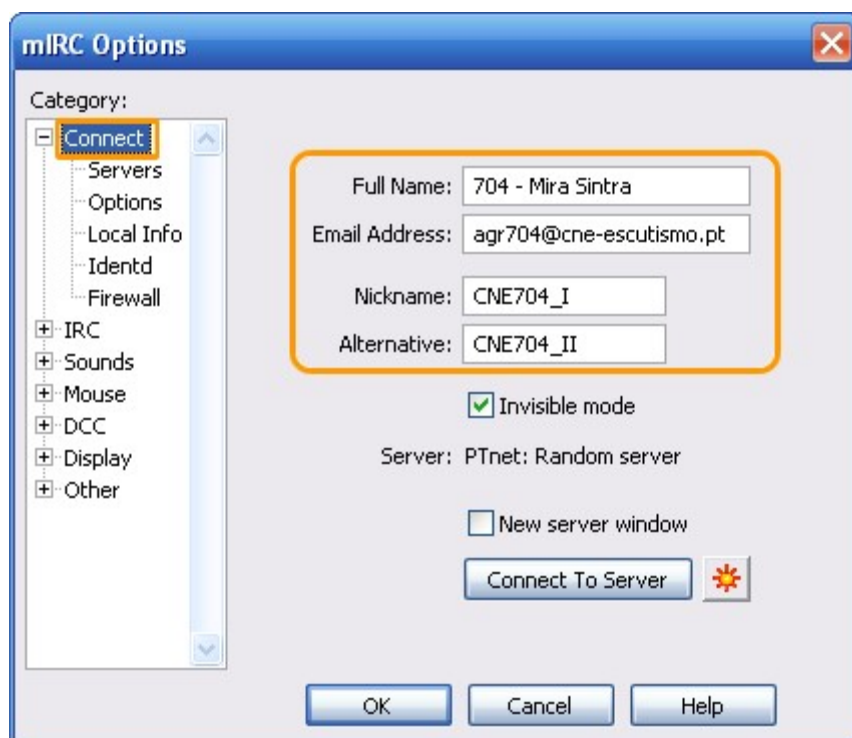 mIRC Options
Category:
Connect
Servers
Options
Local Info
Identd
Firewall
IRC
Sounds
Mouse
DCC
Display
Other
Full Name: 704 - Mira Sintra
Email Address: agr704@cne-escutismo.pt
Nickname: CNE704_I
Alternative: CNE704_II
Invisible mode
Server: PTnet: Random server
New server window
Connect To Server
OK Cancel Help